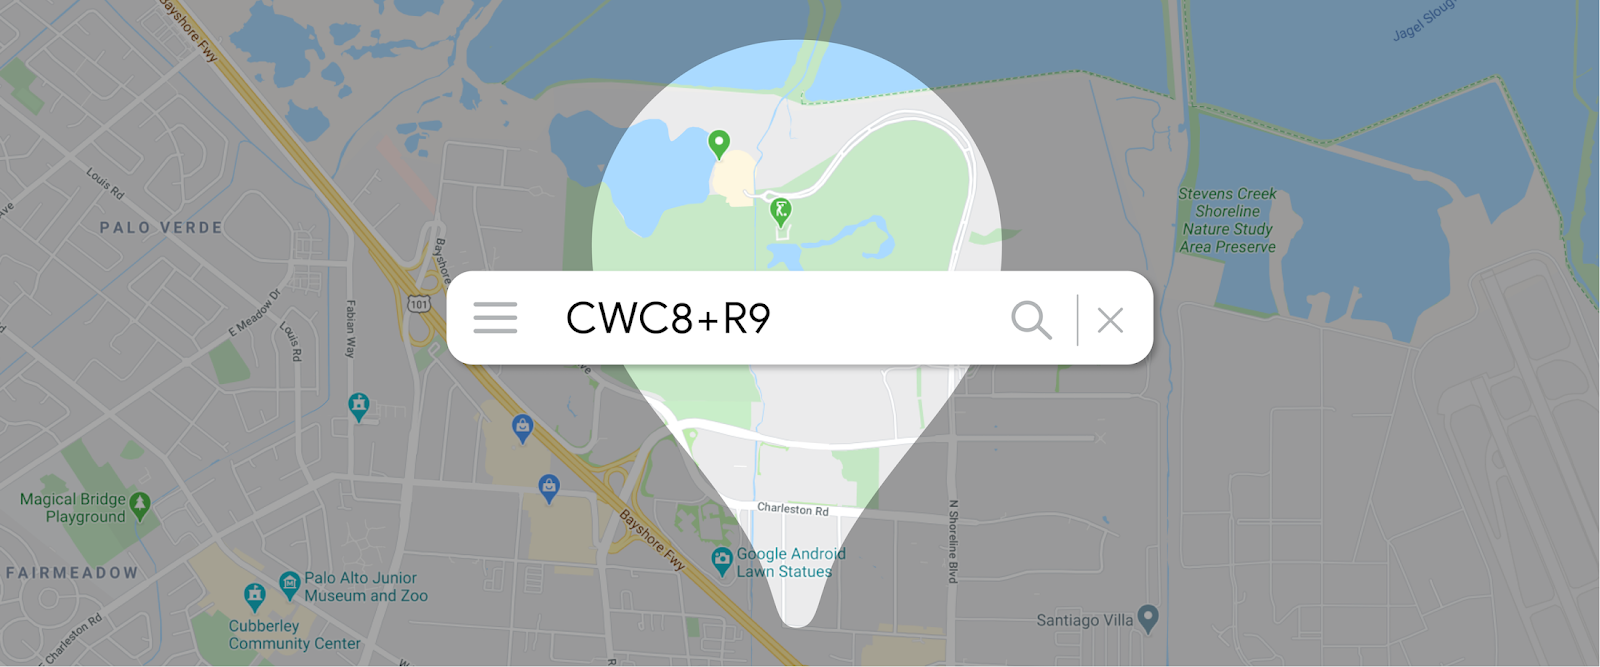 Bayshore Fwy
Jagel Slough
Louis Rd
Ave
PALO VERDE
Bayshore
Stevens Creek
Shoreline
Nature Study
Area Preserve
101
E Meadow Dr
Louis Rd
Fabian Way
CWC8+R9
Magical Bridge
Playground
Bayshore Fwy
Charleston Rd
N Shoreline Blvd
Google Android
Lawn Statues
FAIRMEADOW
Palo Alto Junior
Museum and Zoo
Cubberley
Community Center
E Charleston Rd
Santiago Villa